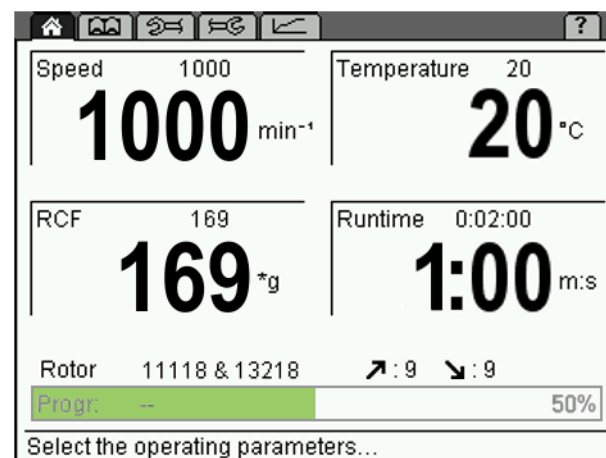 ?
Speed 1000
1000 min⁻¹
Temperature 20
20 °C
RCF 169
169 *g
Runtime 0:02:00
1:00 m:s
Rotor 11118 & 13218 ↗: 9 ↘: 9
Progr: -- 50%
Select the operating parameters...